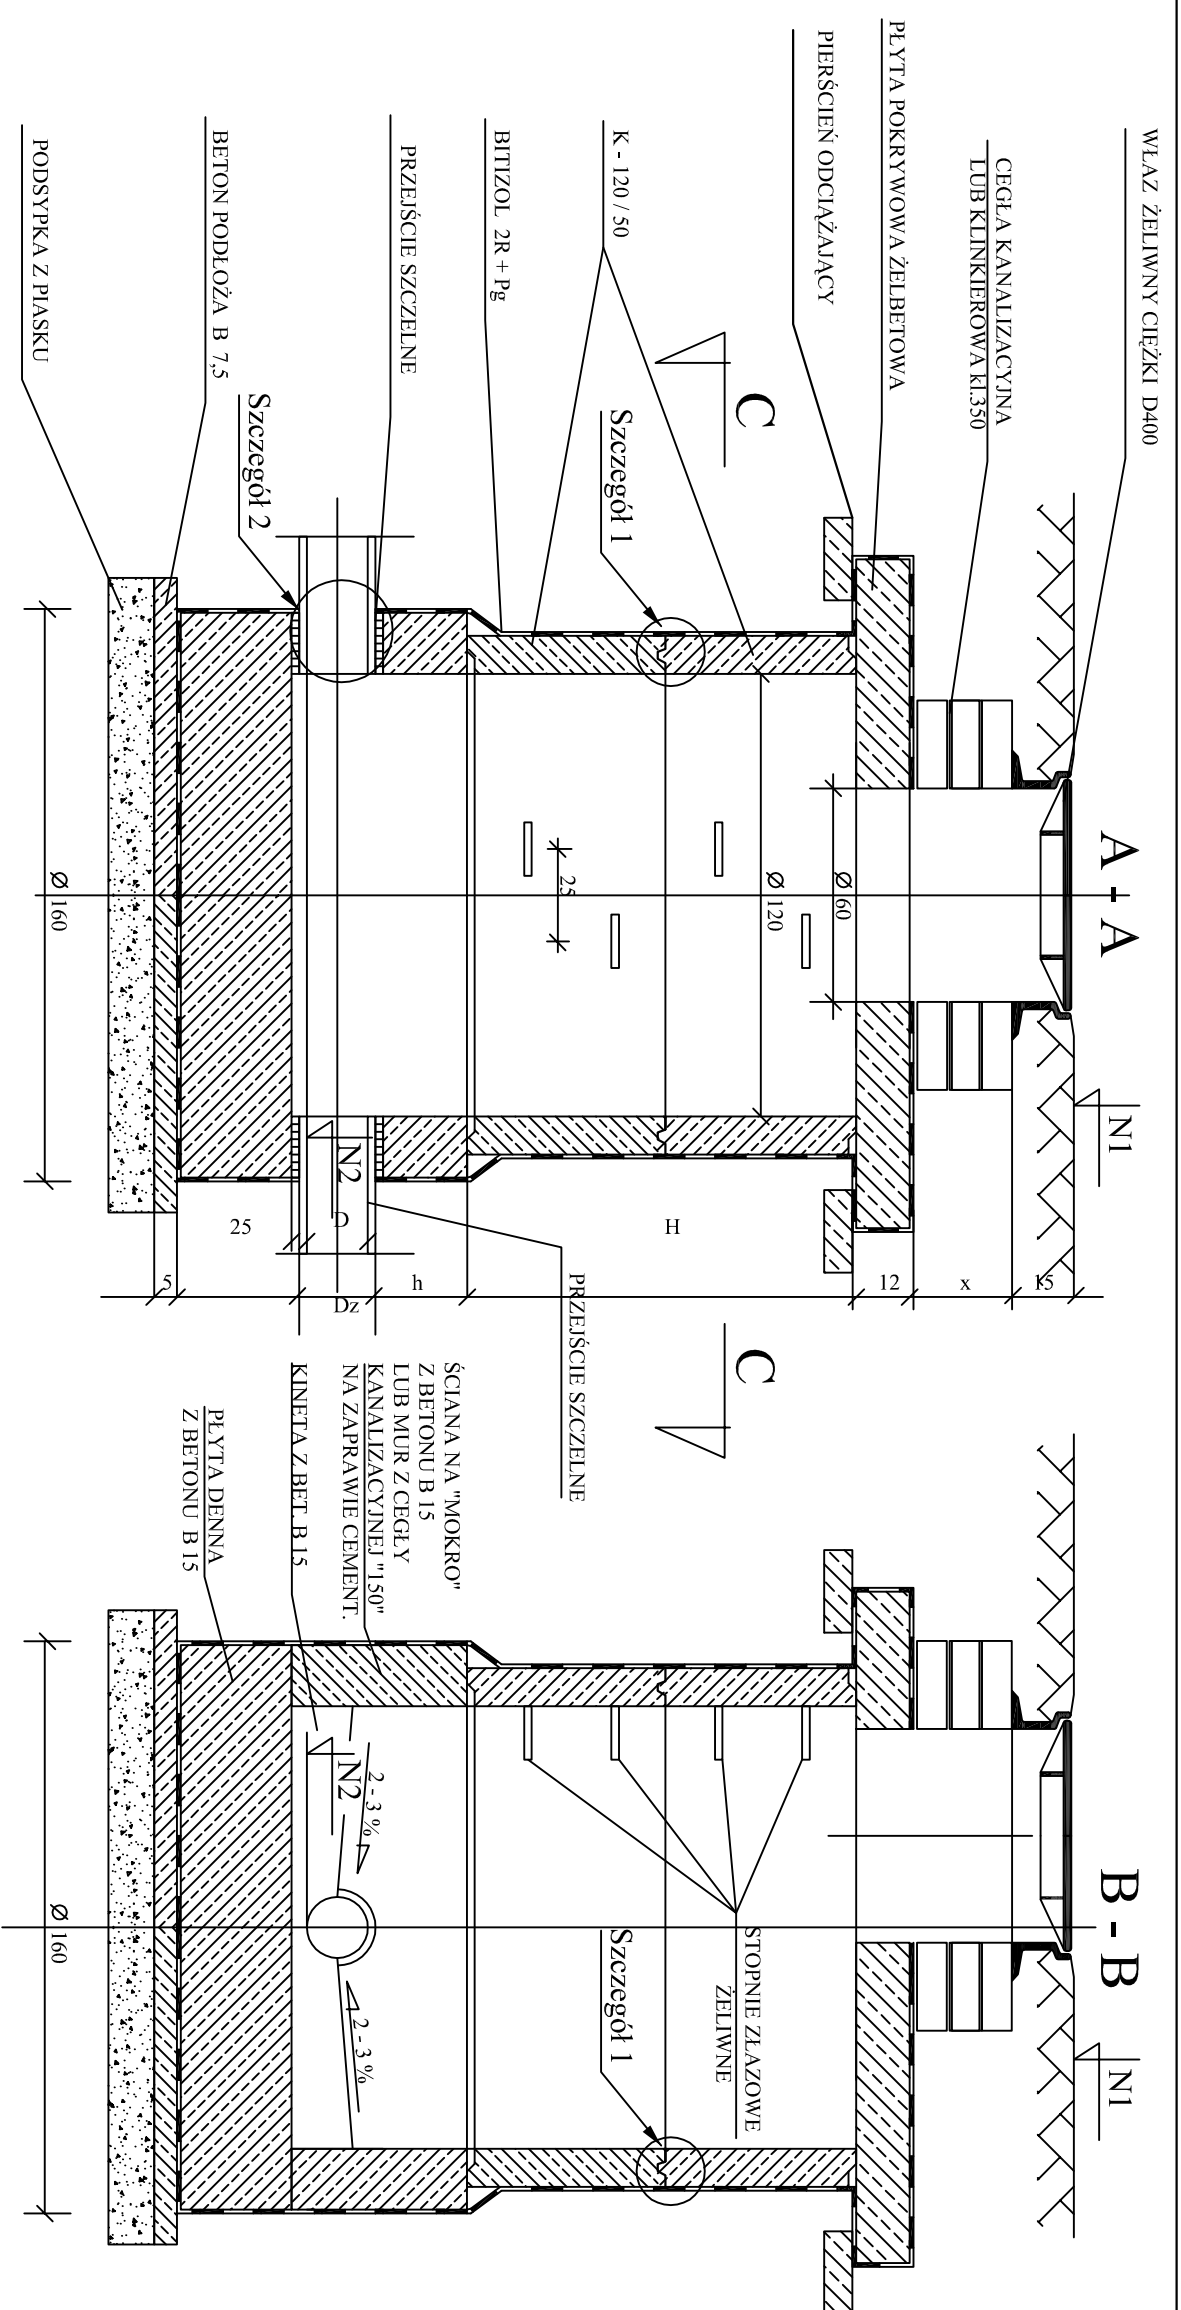 A - A
WŁAZ ŻELIWNY CIĘŻKI D400
CEGŁA KANALIZACYJNA
LUB KLINKIEROWA kl.350
PŁYTA POKRYWOWA ŻELBETOWA
PIERŚCIEŃ ODCIĄŻAJĄCY
C
Szczegół 1
K - 120 / 50
BITIZOL 2R + Pg
PRZEJŚCIE SZCZELNE
Szczegół 2
BETON PODŁOŻA B 7,5
PODSYPKA Z PIASKU
N1
Ø 60
Ø 120
25
N2
Ø 160
15
x
12
H
h
D
Dz
25
5
PRZEJŚCIE SZCZELNE
C
B - B
N1
STOPNIE ZŁAZOWE
ŻELIWNE
Szczegół 1
ŚCIANA NA "MOKRO"
Z BETONU B 15
LUB MUR Z CEGŁY
KANALIZACYJNEJ "150"
NA ZAPRAWIE CEMENT.
KINETA Z BET. B 15
PŁYTA DENNA
Z BETONU B 15
N2
2 - 3 %
2 - 3 %
Ø 160